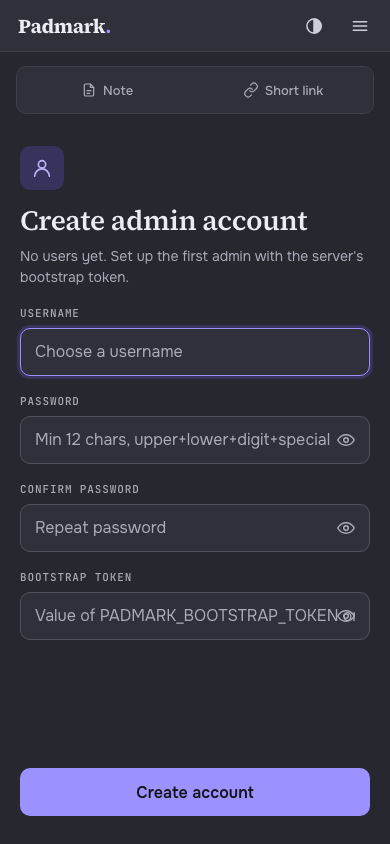 Padmark.
Note
Short link
Create admin account
No users yet. Set up the first admin with the server's
bootstrap token.
USERNAME
Choose a username
PASSWORD
Min 12 chars, upper+lower+digit+special
CONFIRM PASSWORD
Repeat password
BOOTSTRAP TOKEN
Value of PADMARK_BOOTSTRAP_TOKEN
Create account